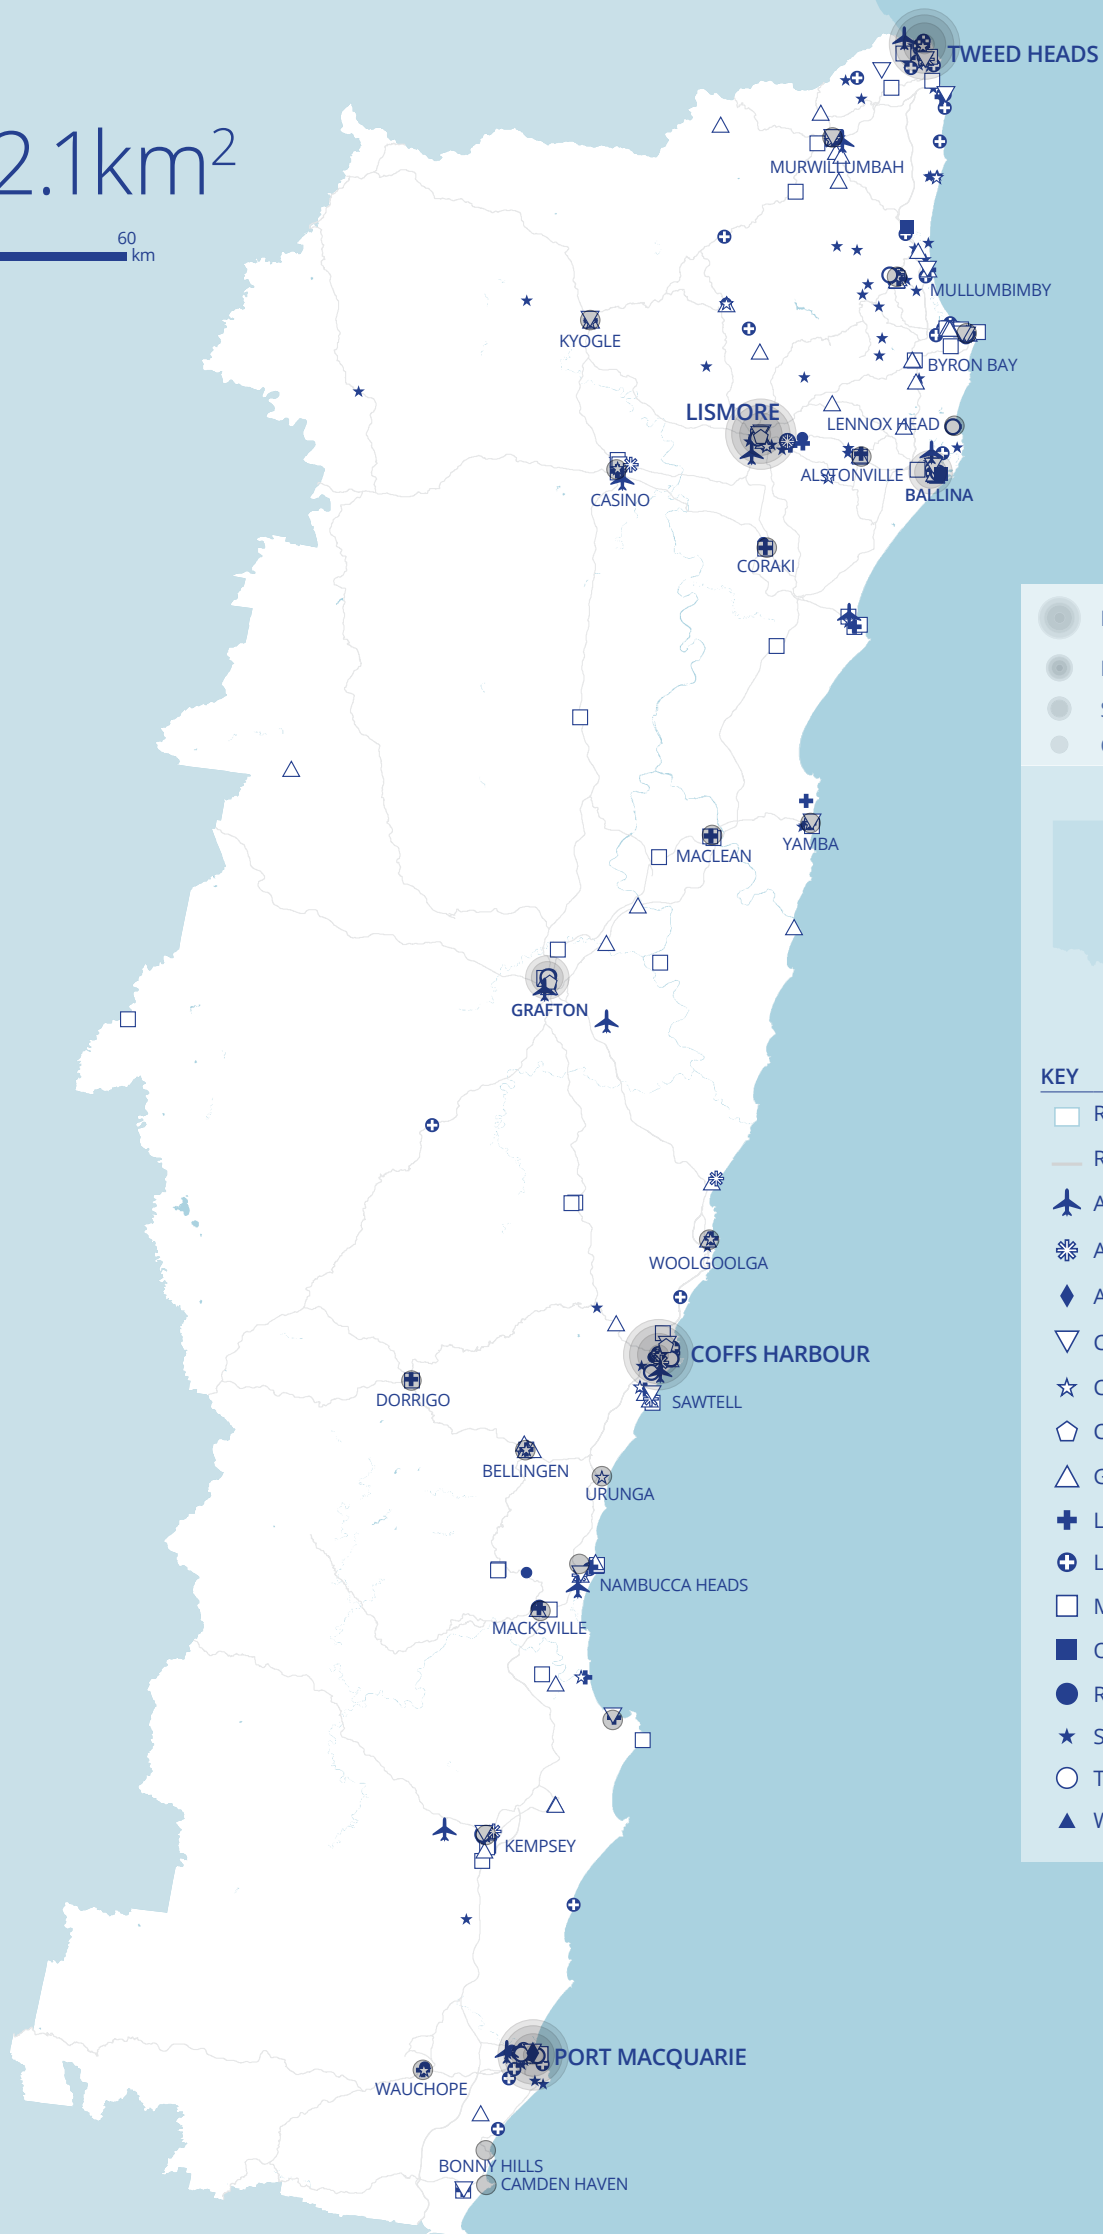 TWEED HEADS
2.1km²
MURWILLUMBAH
60
km
MULLUMBIMBY
KYOGLE
BYRON BAY
LISMORE
LENNOX HEAD
ALSTONVILLE
CASINO
BALLINA
CORAKI
YAMBA
MACLEAN
GRAFTON
KEY
R
R
A
A
A
C
C
C
G
L
L
M
C
R
S
T
W
WOOLGOOLGA
COFFS HARBOUR
DORRIGO
SAWTELL
BELLINGEN
URUNGA
NAMBUCCA HEADS
MACKSVILLE
KEMPSEY
PORT MACQUARIE
WAUCHOPE
BONNY HILLS
CAMDEN HAVEN